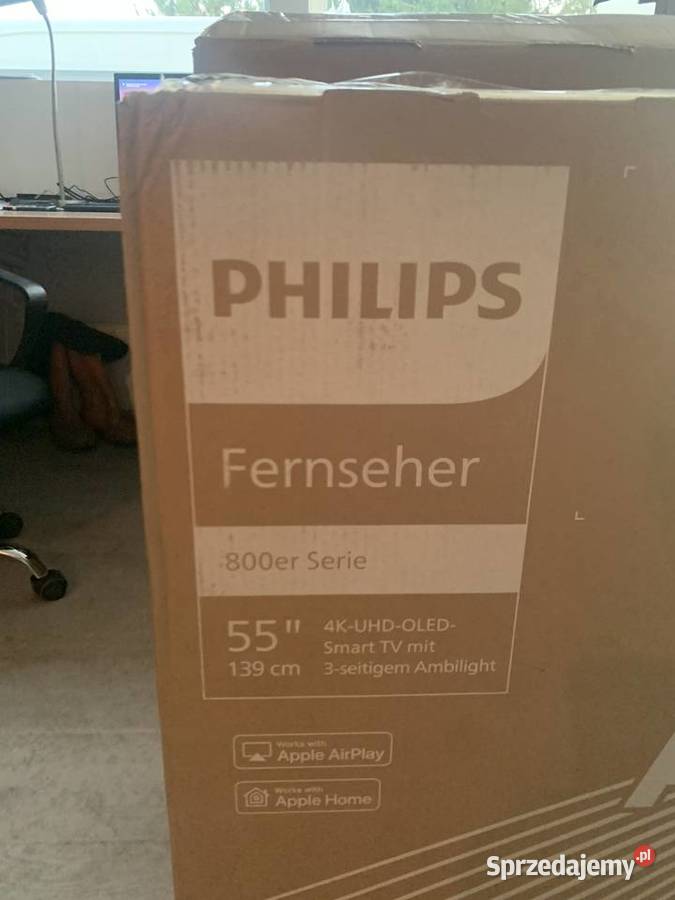 PHILIPS
Fernseher
800er Serie
55"
139 cm
4K-UHD-OLED-
Smart TV mit
3-seitigem Ambilight
Works with
Apple AirPlay
Works with
Apple Home
Sprzedajemy.pl